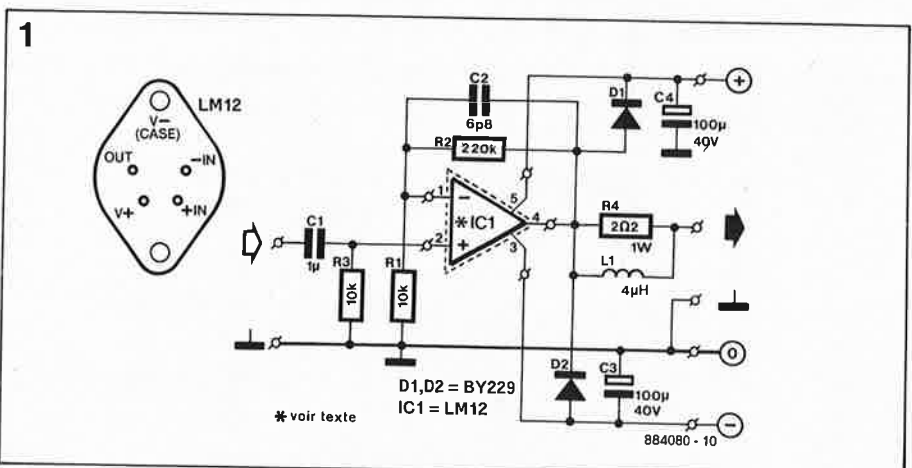 1
LM12
V–
(CASE)
OUT
–IN
V+
+IN
C1
1µ
R3
10k
R1
10k
C2
6p8
R2
220k
1
–
* IC1
2
+
5
4
3
D1
C4
100µ
40V
+
R4
2Ω2
1W
L1
4µH
0
D2
C3
100µ
40V
–
D1,D2 = BY229
IC1 = LM12
* voir texte
884080 - 10